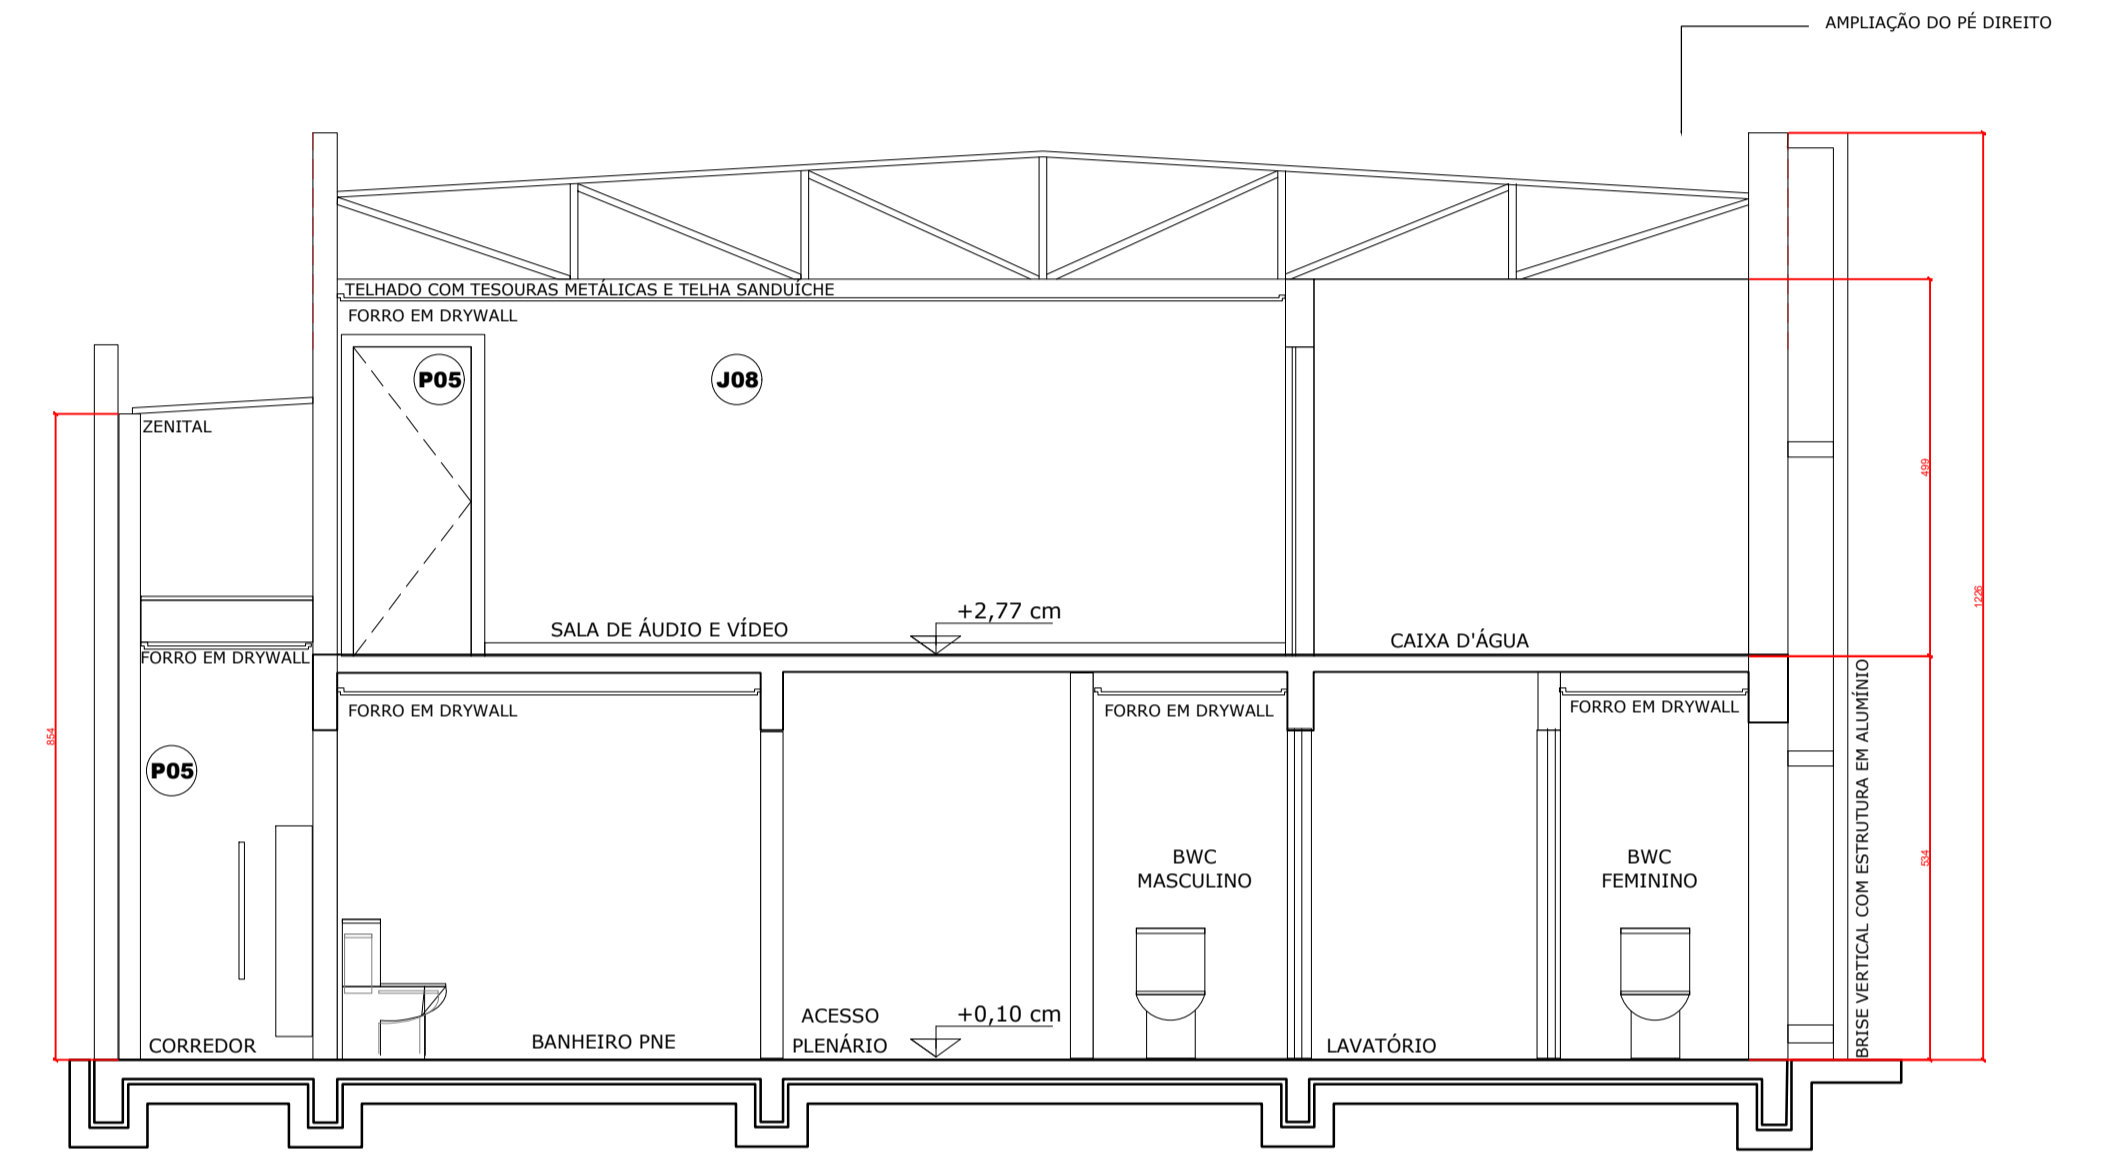 AMPLIAÇÃO DO PÉ DIREITO
TELHADO COM TESOURAS METÁLICAS E TELHA SANDUÍCHE
FORRO EM DRYWALL
P05
J08
ZENITAL
499
1226
+2,77 cm
SALA DE ÁUDIO E VÍDEO
CAIXA D'ÁGUA
FORRO EM DRYWALL
FORRO EM DRYWALL
FORRO EM DRYWALL
FORRO EM DRYWALL
854
P05
BWC
MASCULINO
BWC
FEMININO
534
BRISE VERTICAL COM ESTRUTURA EM ALUMÍNIO
+0,10 cm
ACESSO
PLENÁRIO
CORREDOR
BANHEIRO PNE
LAVATÓRIO